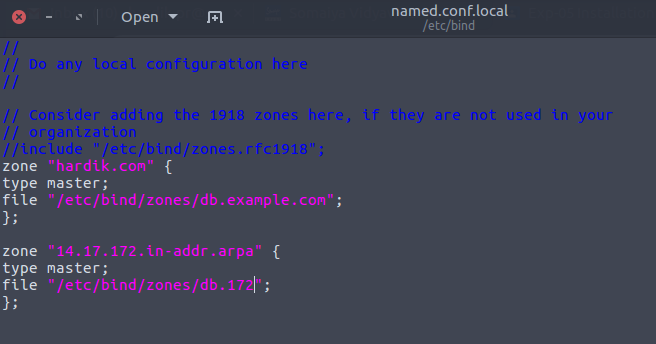 Open
named.conf.local
/etc/bind
//
// Do any local configuration here
//
// Consider adding the 1918 zones here, if they are not used in your
// organization
//include "/etc/bind/zones.rfc1918";
zone "hardik.com" {
type master;
file "/etc/bind/zones/db.example.com";
};
zone "14.17.172.in-addr.arpa" {
type master;
file "/etc/bind/zones/db.172";
};